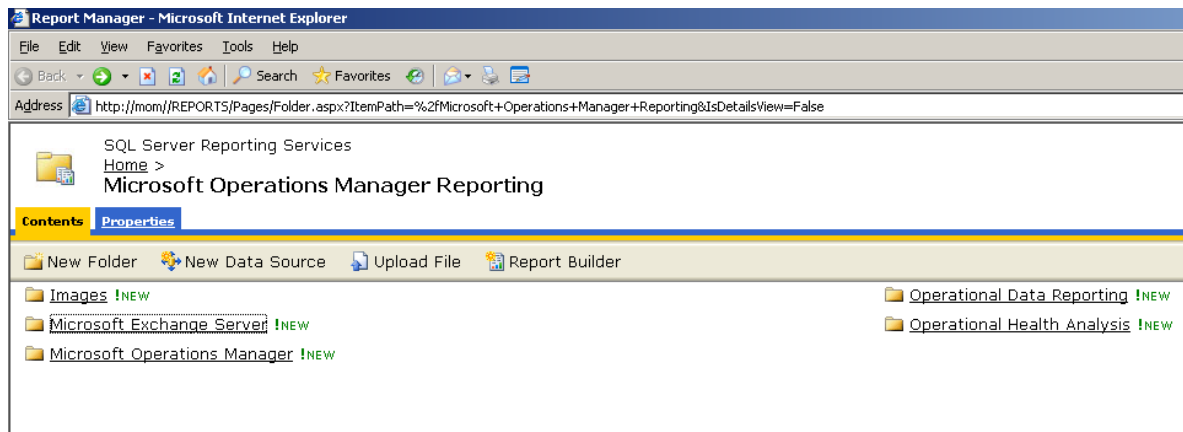 Report Manager - Microsoft Internet Explorer
File Edit View Favorites Tools Help
Back Search Favorites
Address http://mom//REPORTS/Pages/Folder.aspx?ItemPath=%2fMicrosoft+Operations+Manager+Reporting&IsDetailsView=False
SQL Server Reporting Services
Home >
Microsoft Operations Manager Reporting
Contents Properties
New Folder New Data Source Upload File Report Builder
Images !NEW Operational Data Reporting !NEW
Microsoft Exchange Server !NEW Operational Health Analysis !NEW
Microsoft Operations Manager !NEW